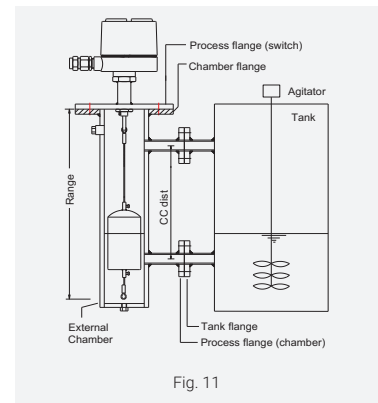 Process flange (switch)
Chamber flange
Agitator
Tank
Range
CC dist
External
Chamber
Tank flange
Process flange (chamber)
Fig. 11